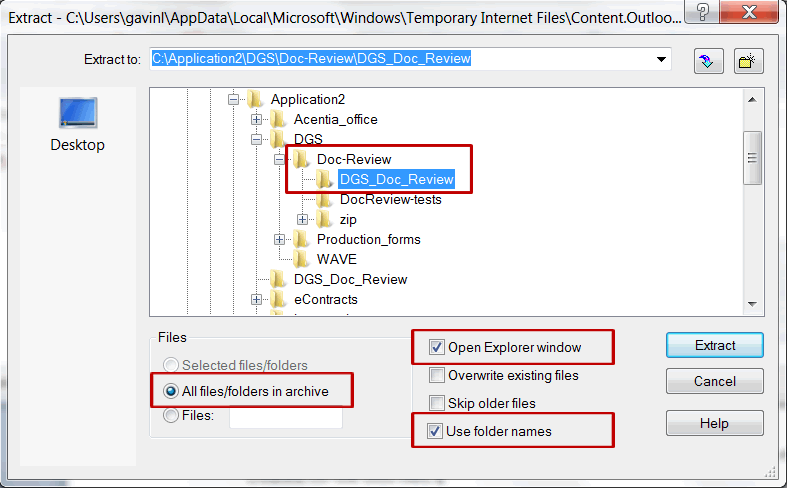 Extract - C:\Users\gavinl\AppData\Local\Microsoft\Windows\Temporary Internet Files\Content.Outloo...
Extract to: C:\Application2\DGS\Doc-Review\DGS_Doc_Review
Desktop
Application2
Acentia_office
DGS
Doc-Review
DGS_Doc_Review
DocReview-tests
zip
Production_forms
WAVE
DGS_Doc_Review
eContracts
Files
Selected files/folders
All files/folders in archive
Files:
Open Explorer window
Overwrite existing files
Skip older files
Use folder names
Extract
Cancel
Help